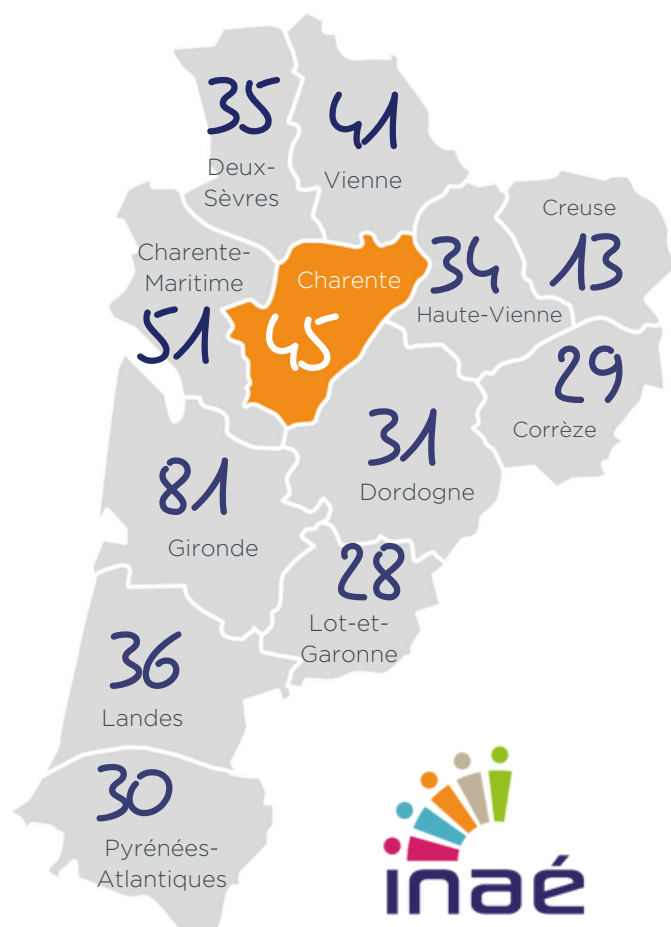 35
Deux-
Sèvres
41
Vienne
Creuse
13
Charente-
Maritime
51
Charente
45
34
Haute-Vienne
29
Corrèze
31
Dordogne
81
Gironde
28
Lot-et-
Garonne
36
Landes
30
Pyrénées-
Atlantiques
inaé